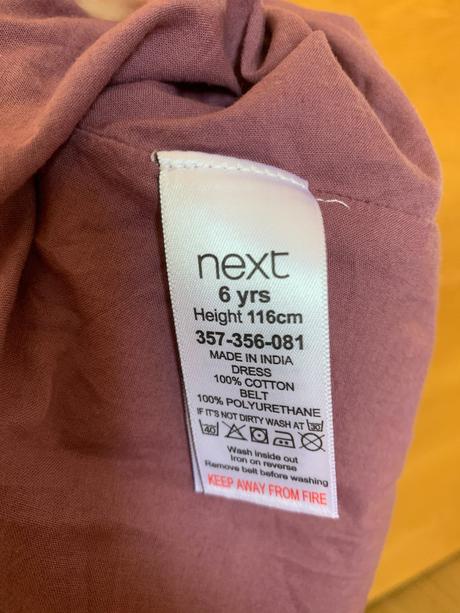 next
6 yrs
Height 116cm
357-356-081
MADE IN INDIA
DRESS
100% COTTON
BELT
100% POLYURETHANE
IF IT'S NOT DIRTY WASH AT 30
40
Wash inside out
Iron on reverse
Remove belt before washing
KEEP AWAY FROM FIRE